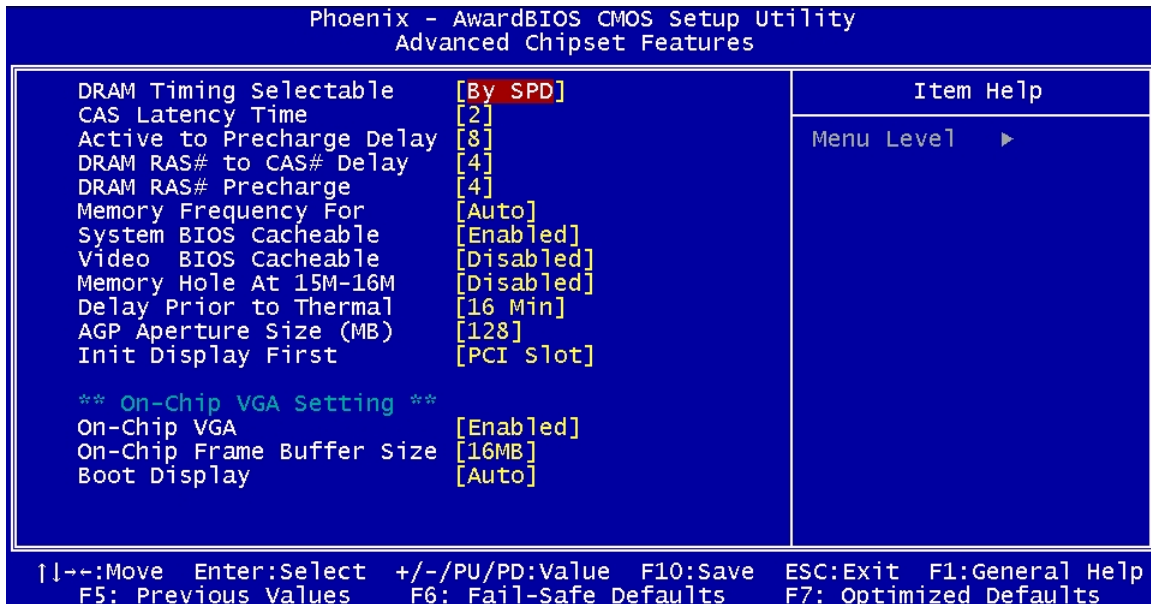 Phoenix - AwardBIOS CMOS Setup Utility
Advanced Chipset Features
DRAM Timing Selectable [By SPD]
CAS Latency Time [2]
Active to Precharge Delay [8]
DRAM RAS# to CAS# Delay [4]
DRAM RAS# Precharge [4]
Memory Frequency For [Auto]
System BIOS Cacheable [Enabled]
Video  BIOS Cacheable [Disabled]
Memory Hole At 15M-16M [Disabled]
Delay Prior to Thermal [16 Min]
AGP Aperture Size (MB) [128]
Init Display First [PCI Slot]
** On-Chip VGA Setting **
On-Chip VGA [Enabled]
On-Chip Frame Buffer Size [16MB]
Boot Display [Auto]
Item Help
Menu Level ▶
↑↓→←:Move  Enter:Select  +/-/PU/PD:Value  F10:Save  ESC:Exit  F1:General Help
F5: Previous Values  F6: Fail-Safe Defaults  F7: Optimized Defaults